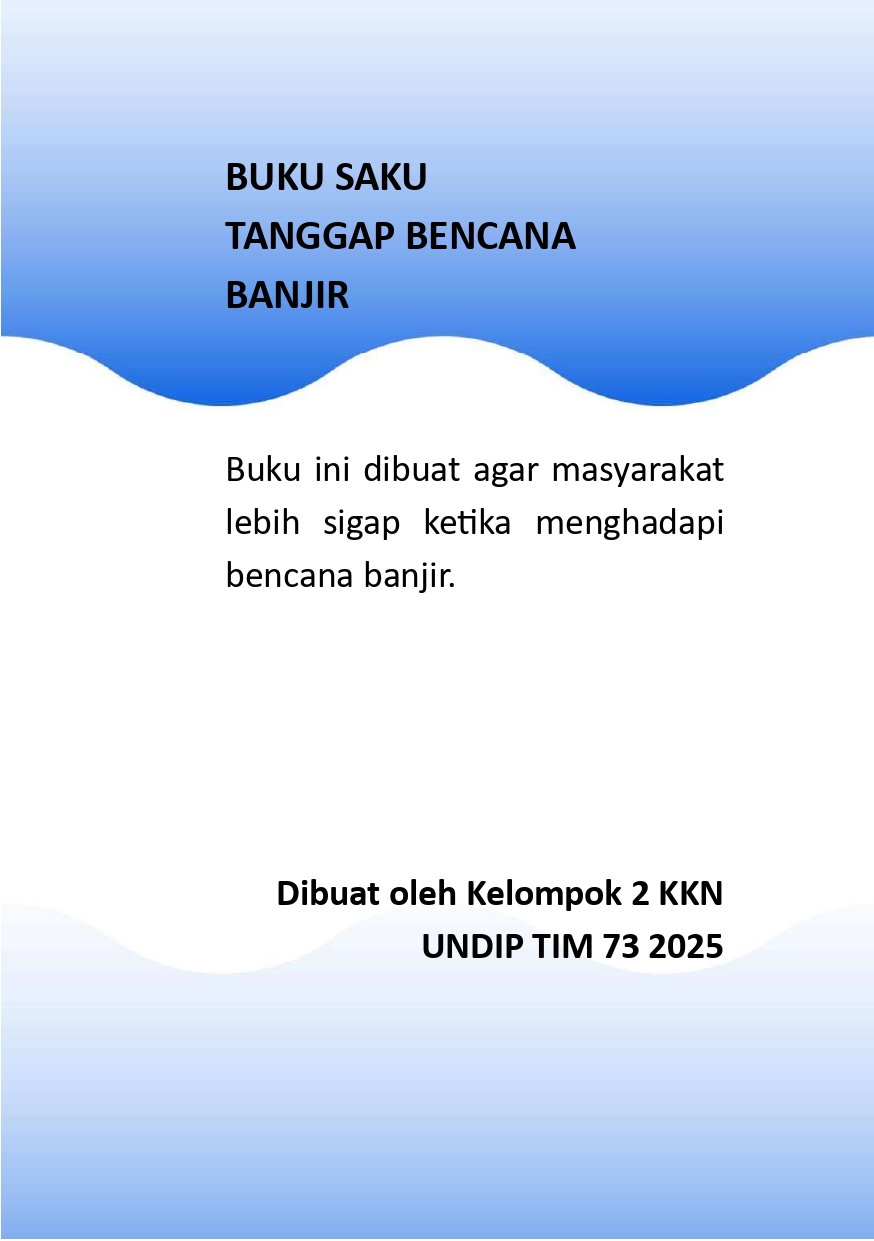 BUKU SAKU
TANGGAP BENCANA
BANJIR
Buku ini dibuat agar masyarakat
lebih sigap ketika menghadapi
bencana banjir.
Dibuat oleh Kelompok 2 KKN
UNDIP TIM 73 2025